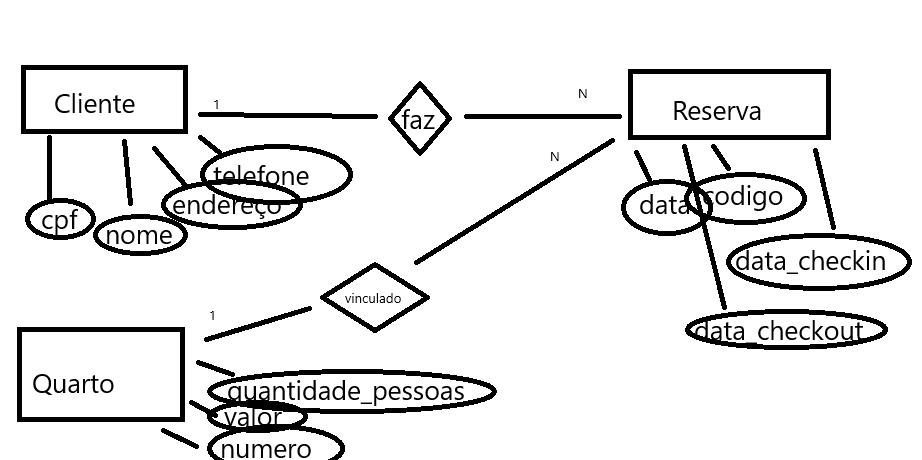 Cliente
1
faz
N
Reserva
N
telefone
endereço
cpf
nome
data
codigo
data_checkin
vinculado
1
data_checkout
Quarto
quantidade_pessoas
valor
numero